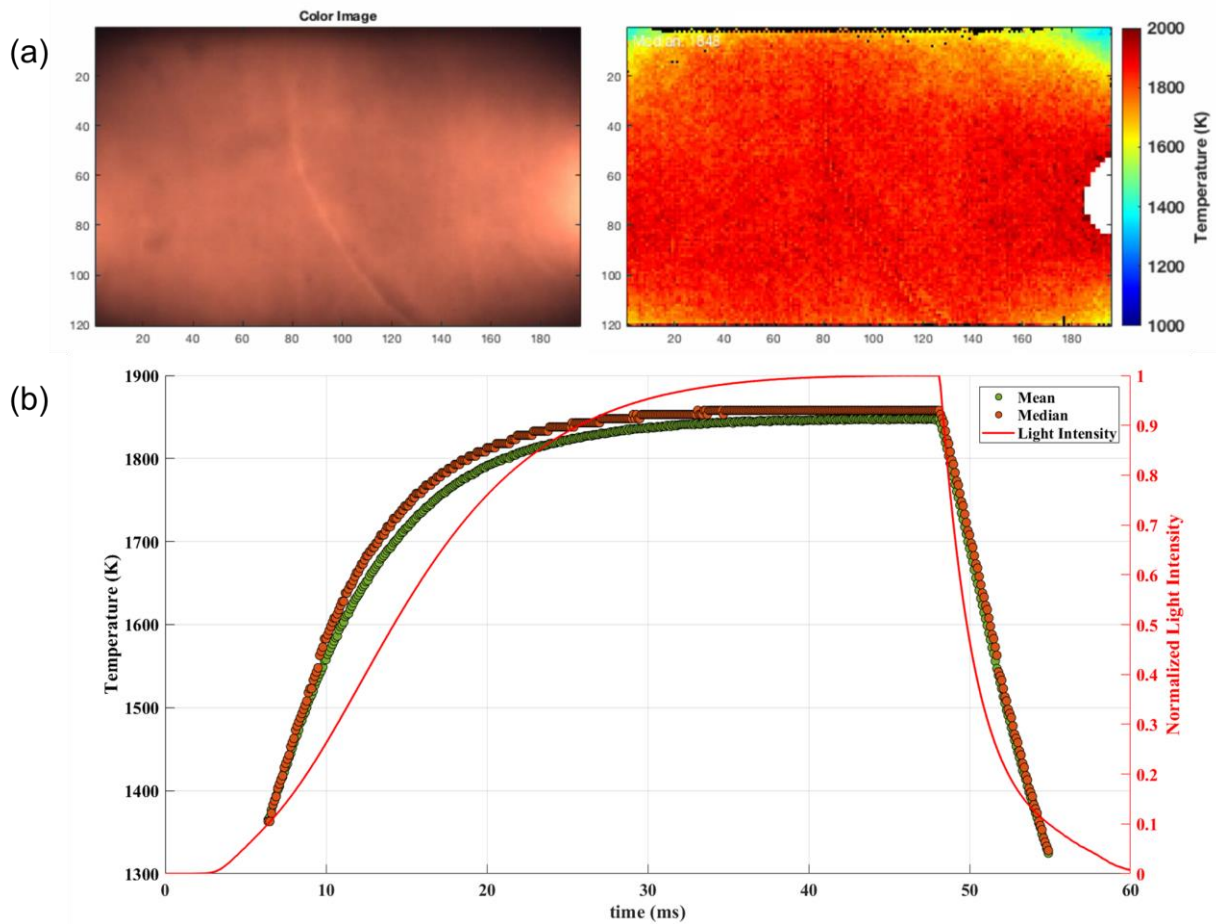 (a)
Color Image
20
40
60
80
100
120
20 40 60 80 100 120 140 160 180
Median: 1848
20
40
60
80
100
120
20 40 60 80 100 120 140 160 180
2000
1800
1600
1400
1200
1000
Temperature (K)
(b)
1900
1800
1700
1600
1500
1400
1300
Temperature (K)
0 10 20 30 40 50 60
time (ms)
Mean
Median
Light Intensity
1
0.9
0.8
0.7
0.6
0.5
0.4
0.3
0.2
0.1
0
Normalized Light Intensity